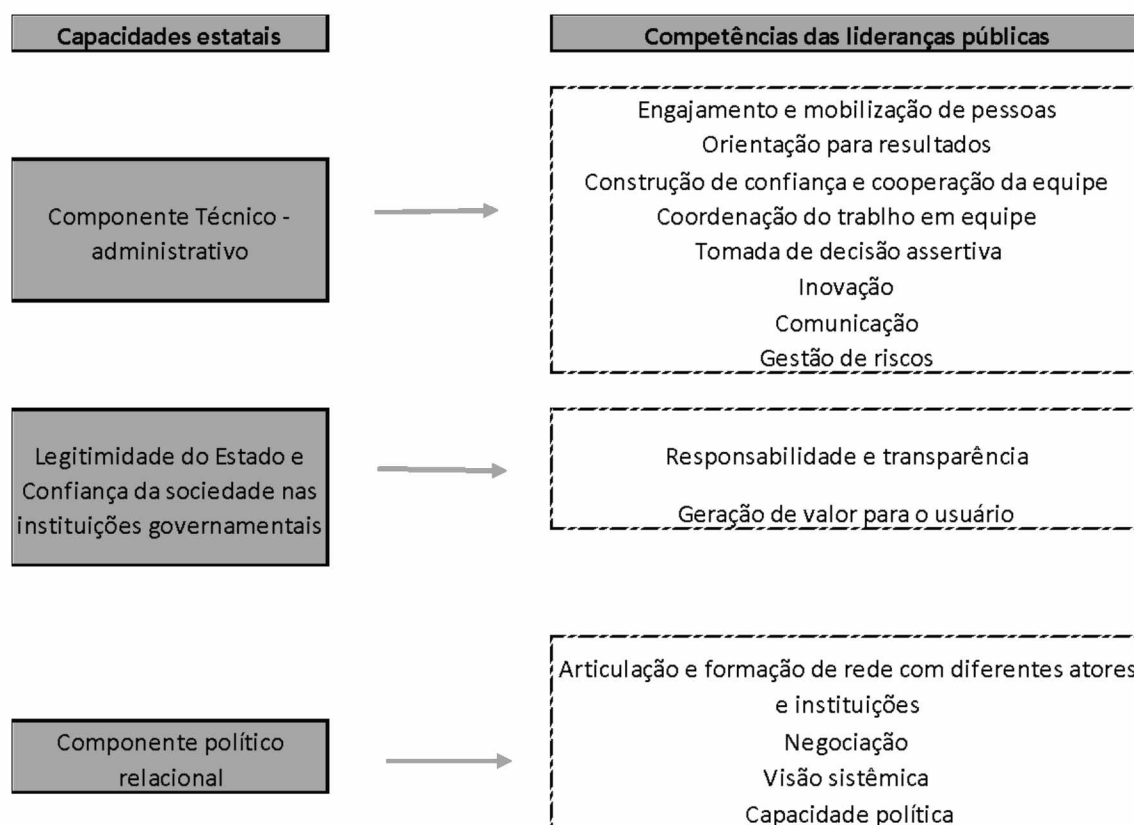 Capacidades estatais
Competências das lideranças públicas
Componente Técnico -
administrativo
Engajamento e mobilização de pessoas
Orientação para resultados
Construção de confiança e cooperação da equipe
Coordenação do trablho em equipe
Tomada de decisão assertiva
Inovação
Comunicação
Gestão de riscos
Legitimidade do Estado e
Confiança da sociedade nas
instituições governamentais
Responsabilidade e transparência
Geração de valor para o usuário
Componente político
relacional
Articulação e formação de rede com diferentes atores
e instituições
Negociação
Visão sistêmica
Capacidade política